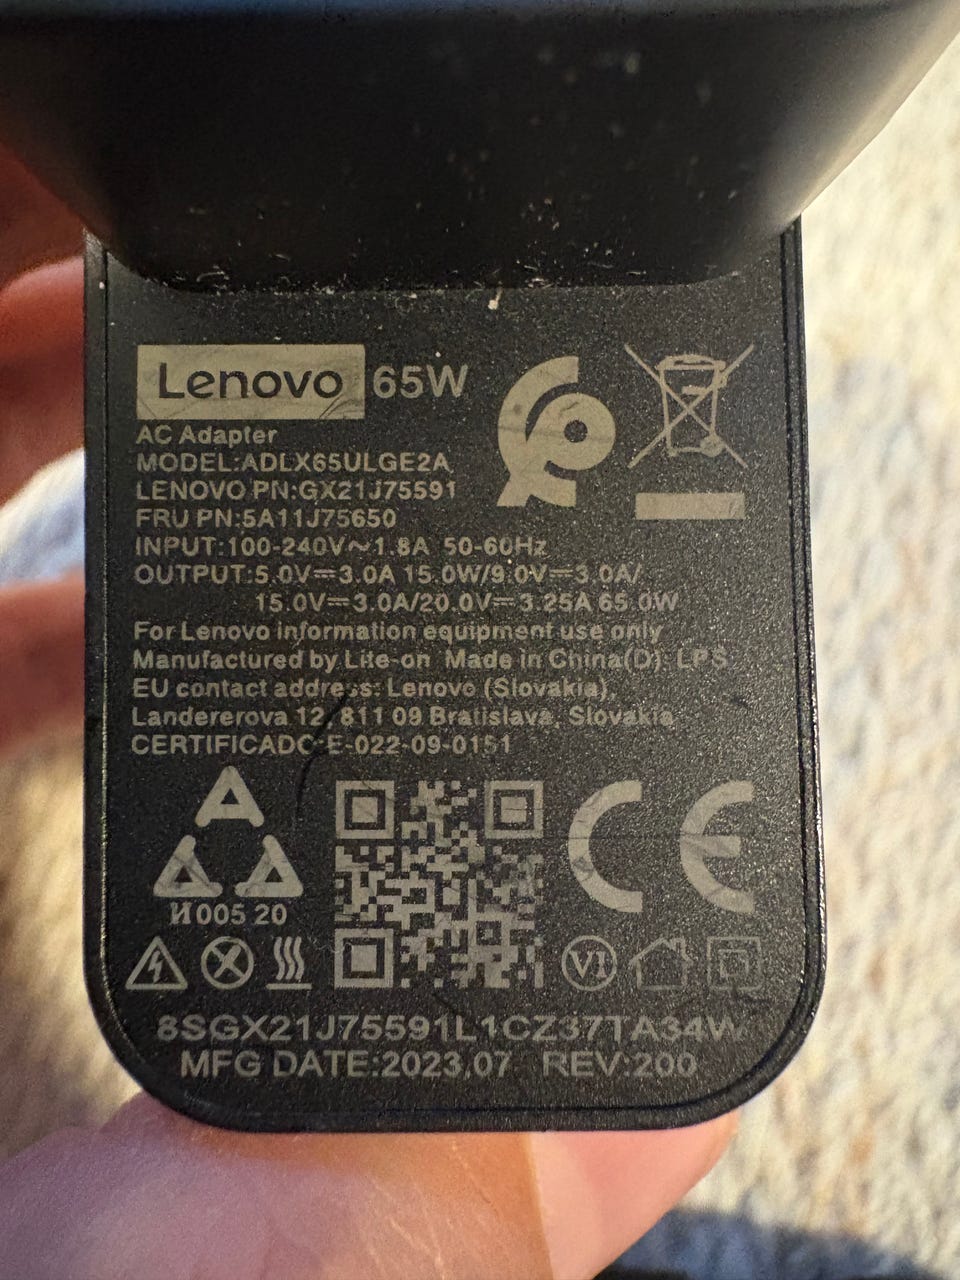 Lenovo 65W
AC Adapter
MODEL:ADLX65ULGE2A
LENOVO PN:GX21J75591
FRU PN:5A11J75650
INPUT:100-240V~1.8A 50-60Hz
OUTPUT:5.0V⎓3.0A 15.0W/9.0V⎓3.0A/
15.0V⎓3.0A/20.0V⎓3.25A 65.0W
For Lenovo information equipment use only
Manufactured by Lite-on Made in China(D) LPS
EU contact address: Lenovo (Slovakia),
Landererova 12, 811 09 Bratislava, Slovakia
CERTIFICADO:E-022-09-0151
CE
И005 20
VI
8SGX21J75591L1CZ37TA34W
MFG DATE:2023.07 REV:200